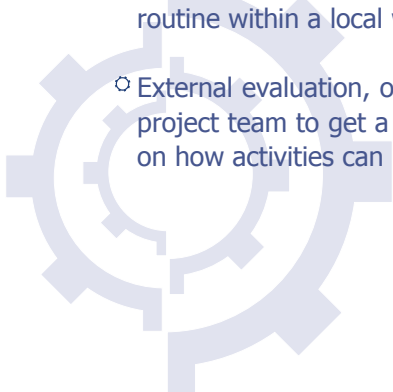 routine within a local
External evaluation, o
project team to get a
on how activities can